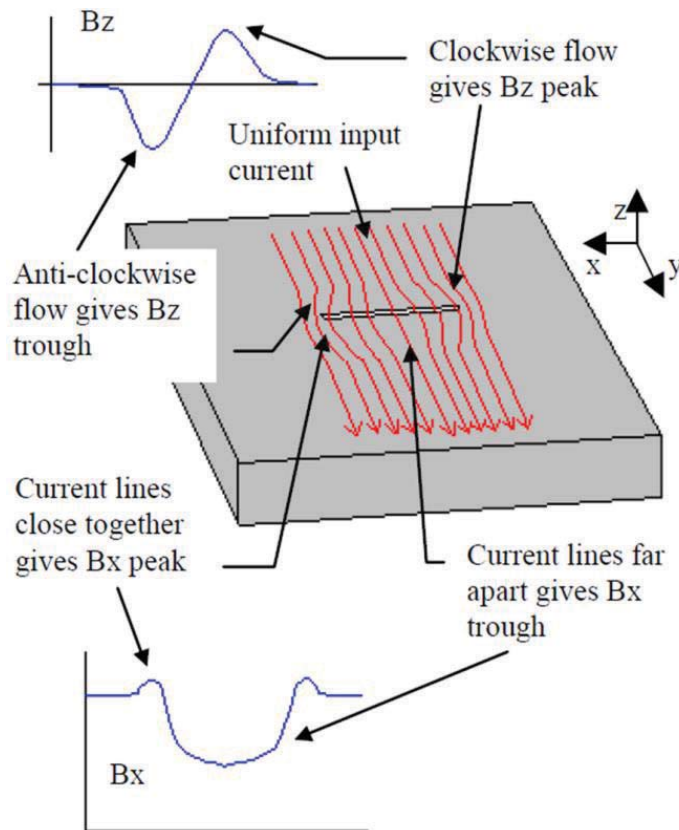 Bz
Clockwise flow
gives Bz peak
Uniform input
current
z
x
y
Anti-clockwise
flow gives Bz
trough
Current lines
close together
gives Bx peak
Current lines far
apart gives Bx
trough
Bx